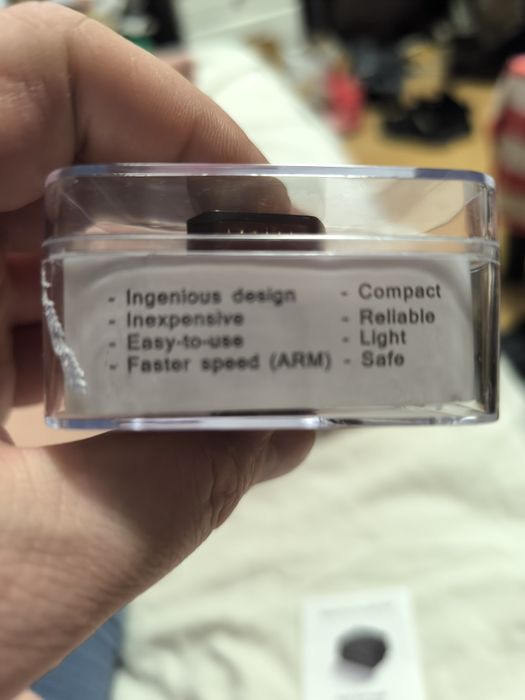 - Ingenious design
- Inexpensive
- Easy-to-use
- Faster speed (ARM)
- Compact
- Reliable
- Light
- Safe